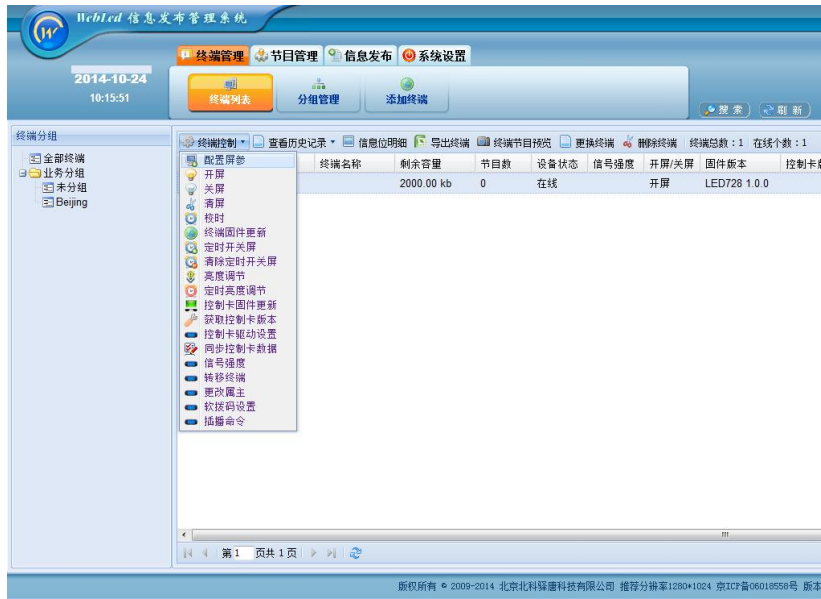 WebLed 信息发布管理系统
终端管理 节目管理 信息发布 系统设置
2014-10-24
10:15:51
终端列表 分组管理 添加终端
搜索 刷新
终端分组
全部终端
业务分组
未分组
Beijing
终端控制 查看历史记录 信息位明细 导出终端 终端节目预览 更换终端 删除终端 终端总数:1 在线个数:1
终端名称 剩余容量 节目数 设备状态 信号强度 开屏/关屏 固件版本 控制卡
2000.00 kb 0 在线 开屏 LED728 1.0.0
配置屏参
开屏
关屏
清屏
校时
终端固件更新
定时开关屏
清除定时开关屏
亮度调节
定时亮度调节
控制卡固件更新
获取控制卡版本
控制卡驱动设置
同步控制卡数据
信号强度
转移终端
更改属主
软拨码设置
插播命令
第 1 页共 1 页
版权所有 © 2009-2014 北京北科驿唐科技有限公司 推荐分辨率1280*1024 京ICP备06018558号 版本